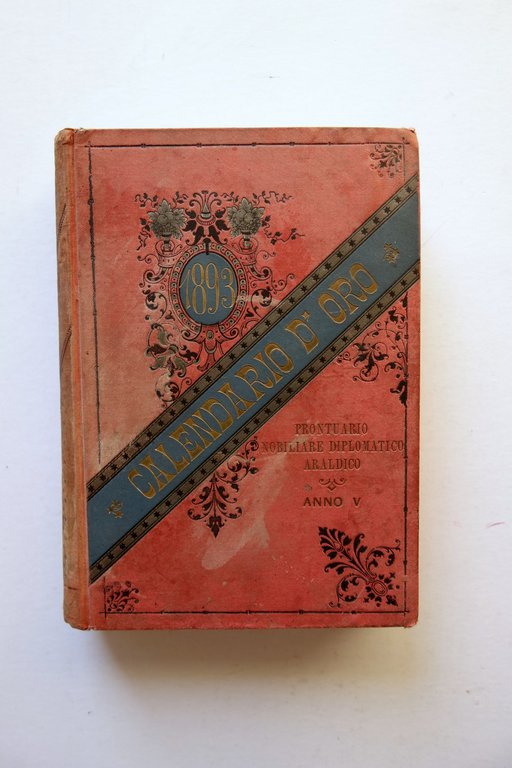 1893
CALENDARIO D'ORO
PRONTUARIO
NOBILIARE DIPLOMATICO
ARALDICO
ANNO V